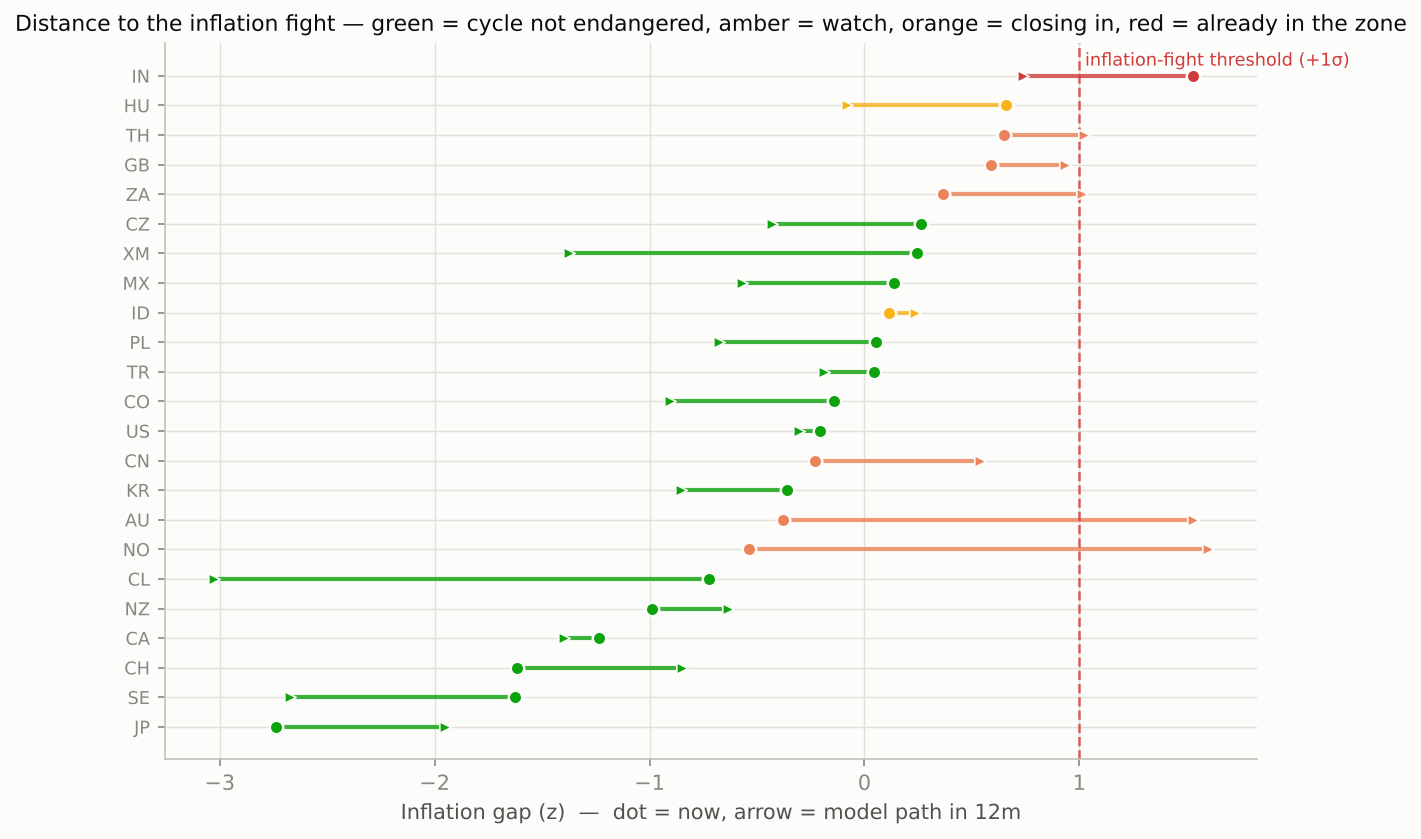 Distance to the inflation fight — green = cycle not endangered, amber = watch, orange = closing in, red = already in the zone
inflation-fight threshold (+1σ)
IN
HU
TH
GB
ZA
CZ
XM
MX
ID
PL
TR
CO
US
CN
KR
AU
NO
CL
NZ
CA
CH
SE
JP
−3 −2 −1 0 1
Inflation gap (z) — dot = now, arrow = model path in 12m